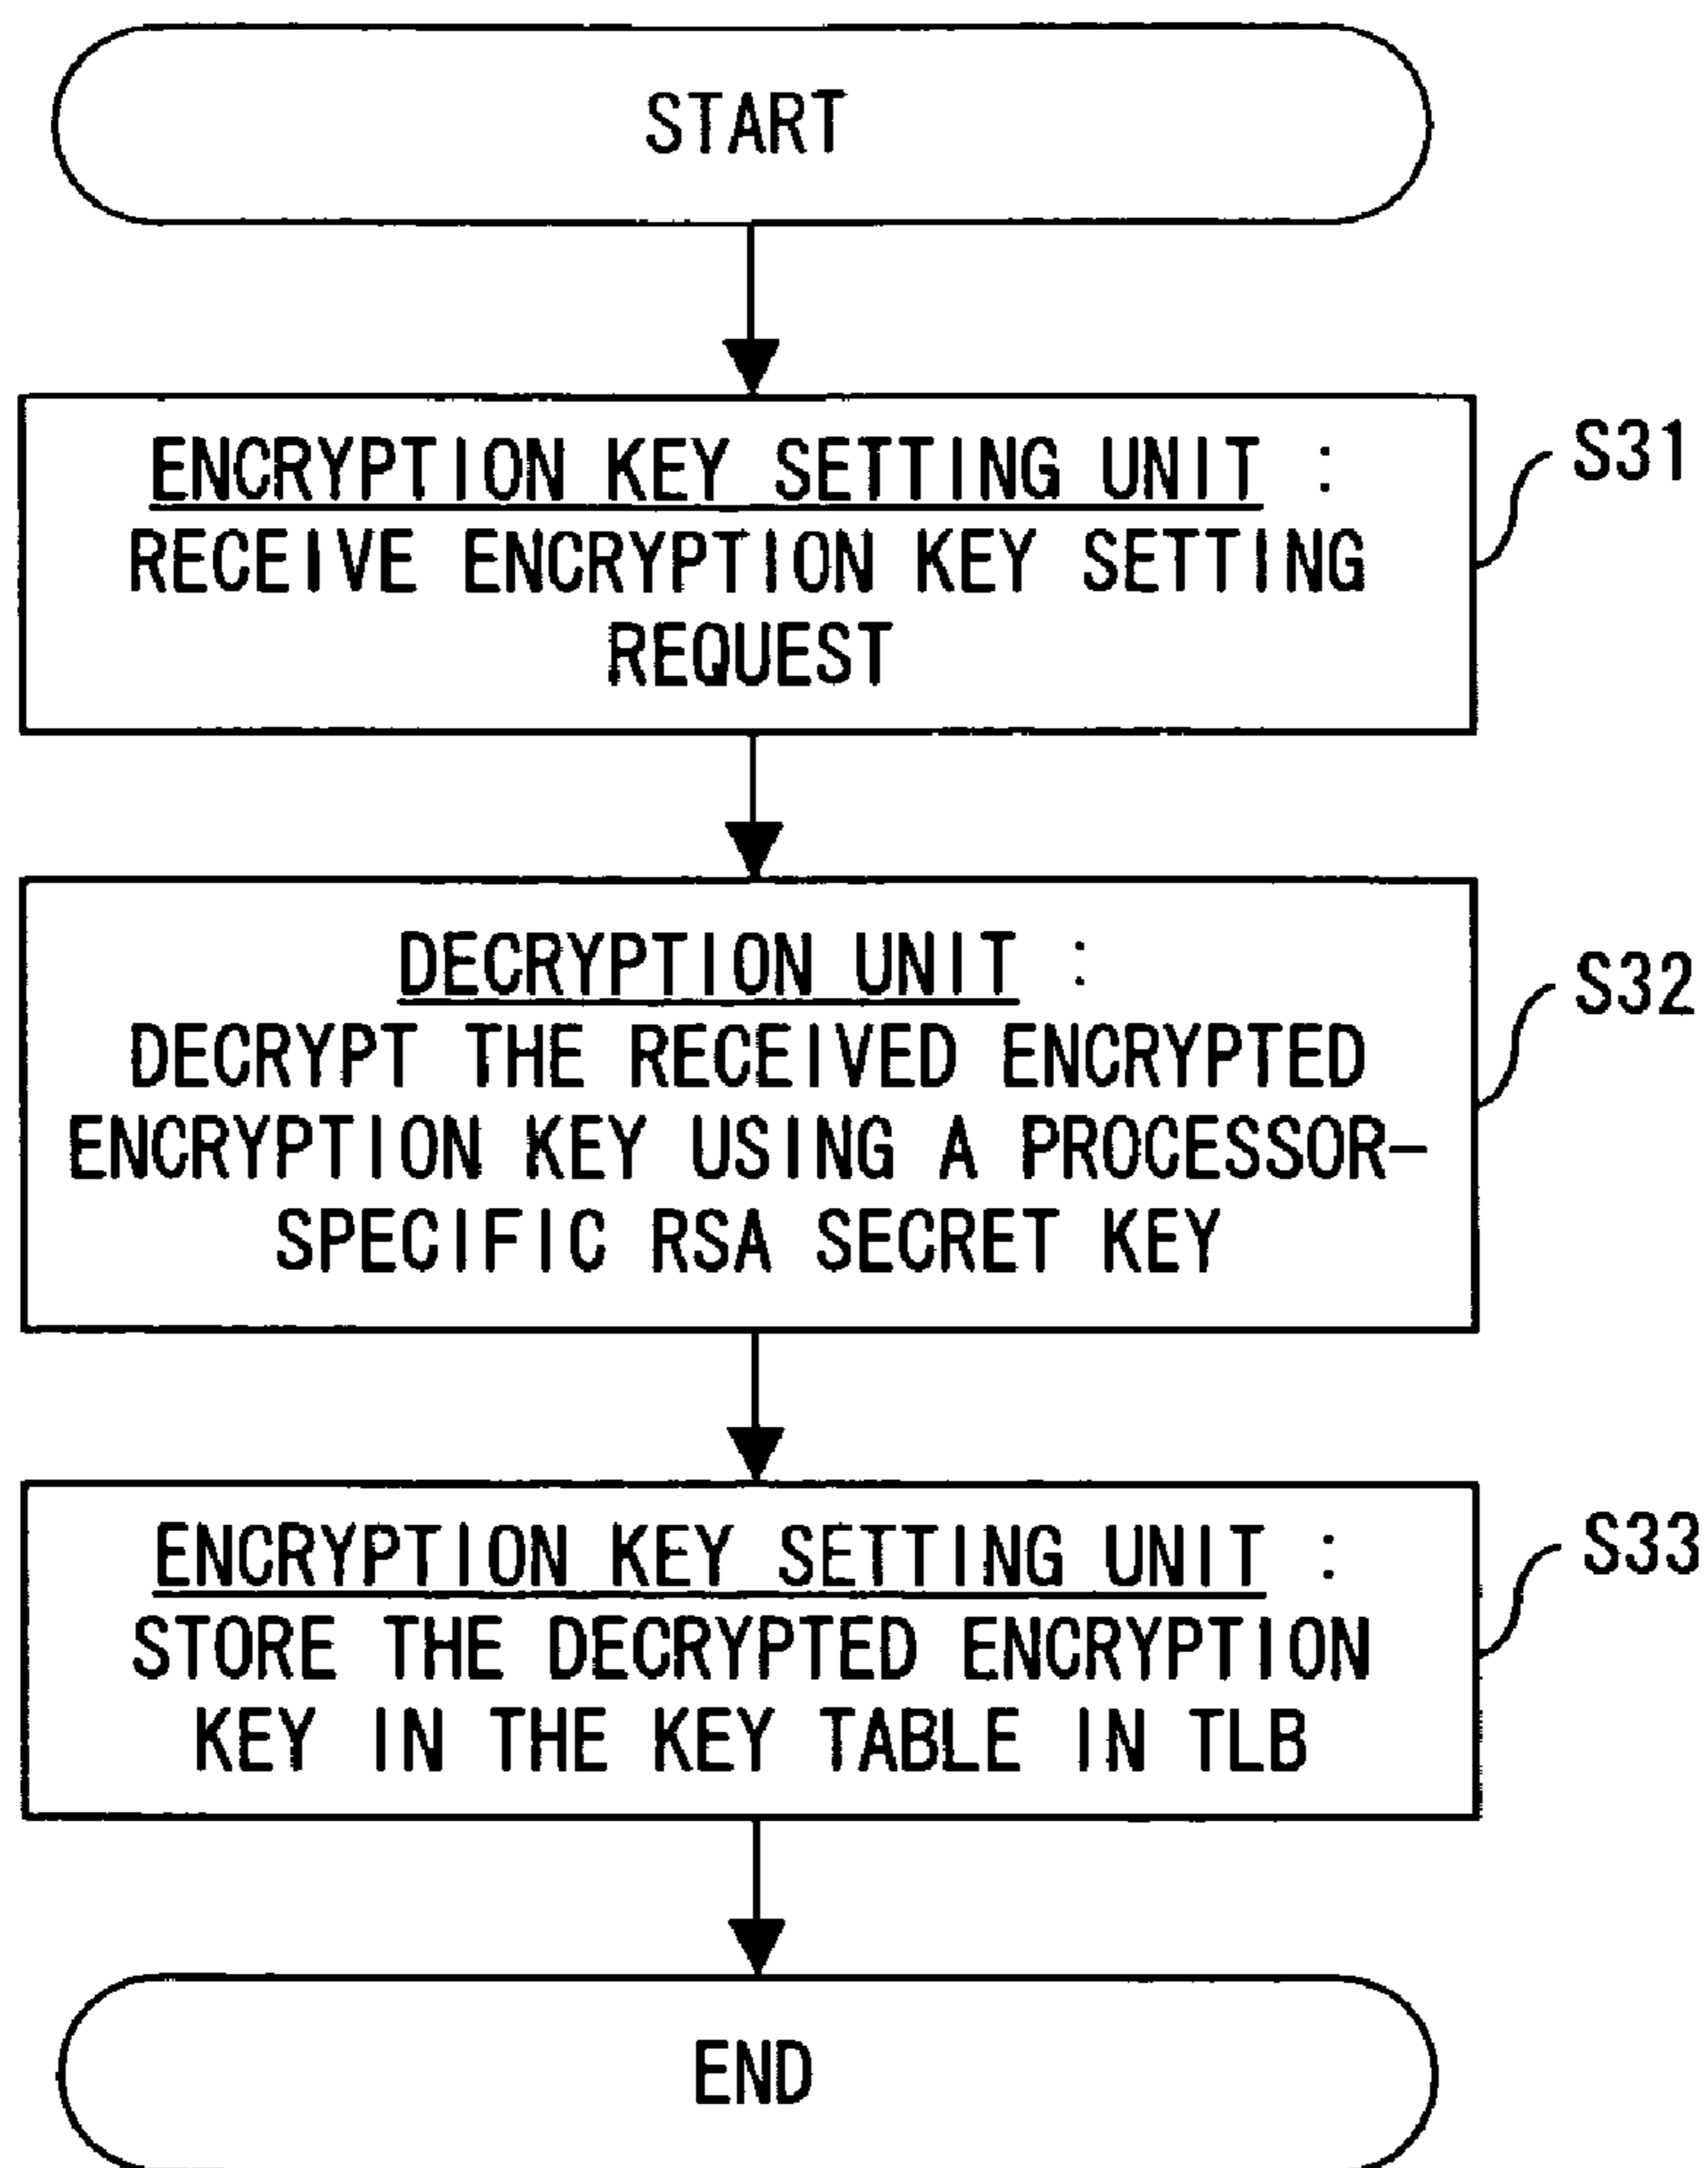 START
ENCRYPTION KEY SETTING UNIT :
RECEIVE ENCRYPTION KEY SETTING
REQUEST
S31
DECRYPTION UNIT :
DECRYPT THE RECEIVED ENCRYPTED
ENCRYPTION KEY USING A PROCESSOR-
SPECIFIC RSA SECRET KEY
S32
ENCRYPTION KEY SETTING UNIT :
STORE THE DECRYPTED ENCRYPTION
KEY IN THE KEY TABLE IN TLB
S33
END